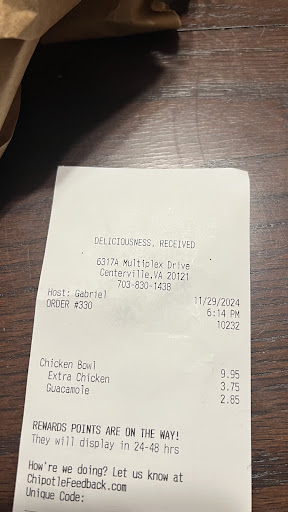 DELICIOUSNESS, RECEIVED
6317A Multiplex Drive
Centerville,VA 20121
703-830-1438
Host: Gabriel 11/29/2024
ORDER #330 6:14 PM
10232
Chicken Bowl 9.95
Extra Chicken 3.75
Guacamole 2.85
REWARDS POINTS ARE ON THE WAY!
They will display in 24-48 hrs
How're we doing? Let us know at
ChipotleFeedback.com
Unique Code: